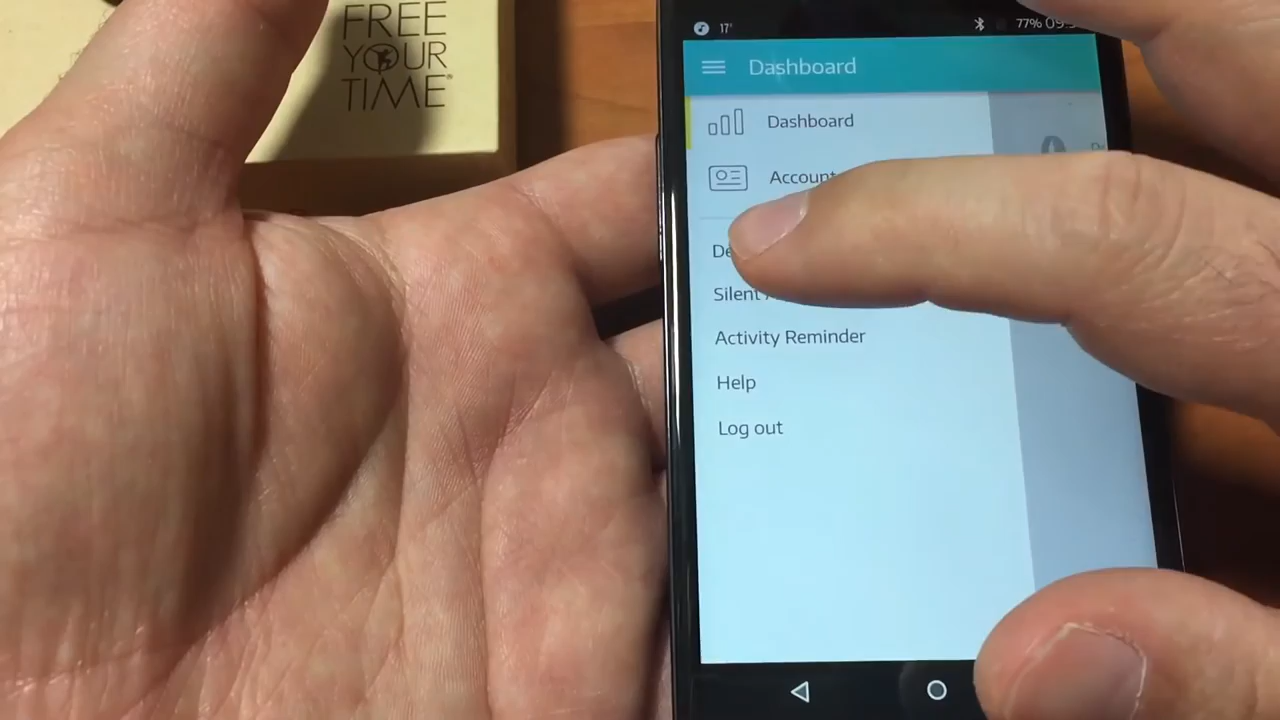 FREE
YOUR
TIME
17°
77%
Dashboard
Dashboard
Account
Silent
Activity Reminder
Help
Log out